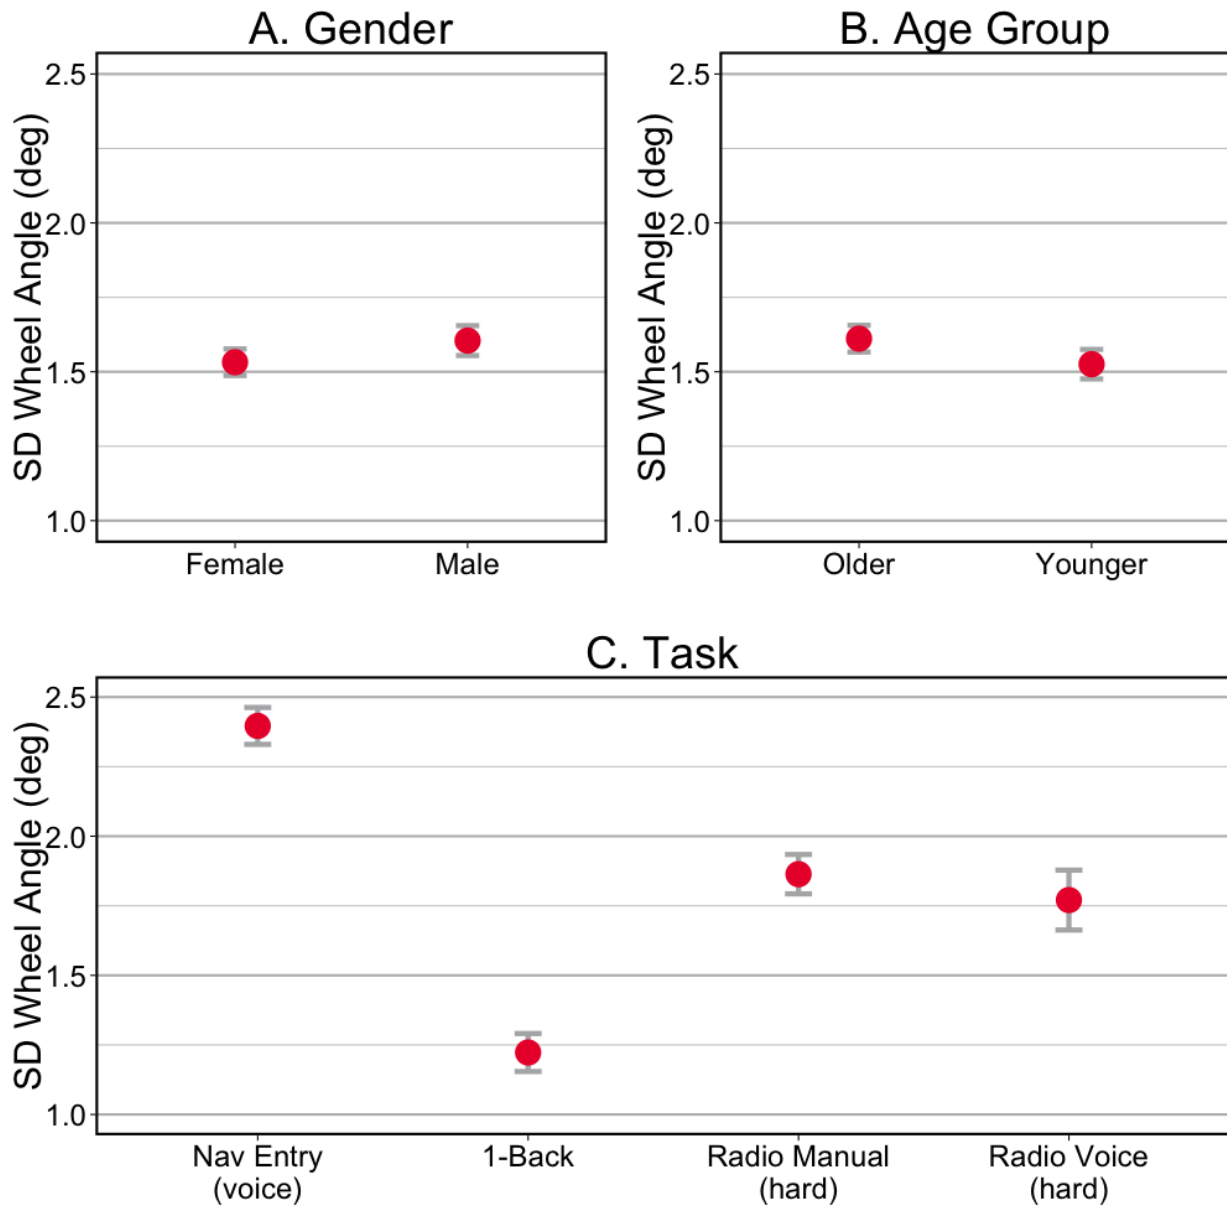 A. Gender
SD Wheel Angle (deg)
2.5
2.0
1.5
1.0
Female Male
B. Age Group
SD Wheel Angle (deg)
2.5
2.0
1.5
1.0
Older Younger
C. Task
SD Wheel Angle (deg)
2.5
2.0
1.5
1.0
Nav Entry 1-Back Radio Manual Radio Voice
(voice) (hard) (hard)